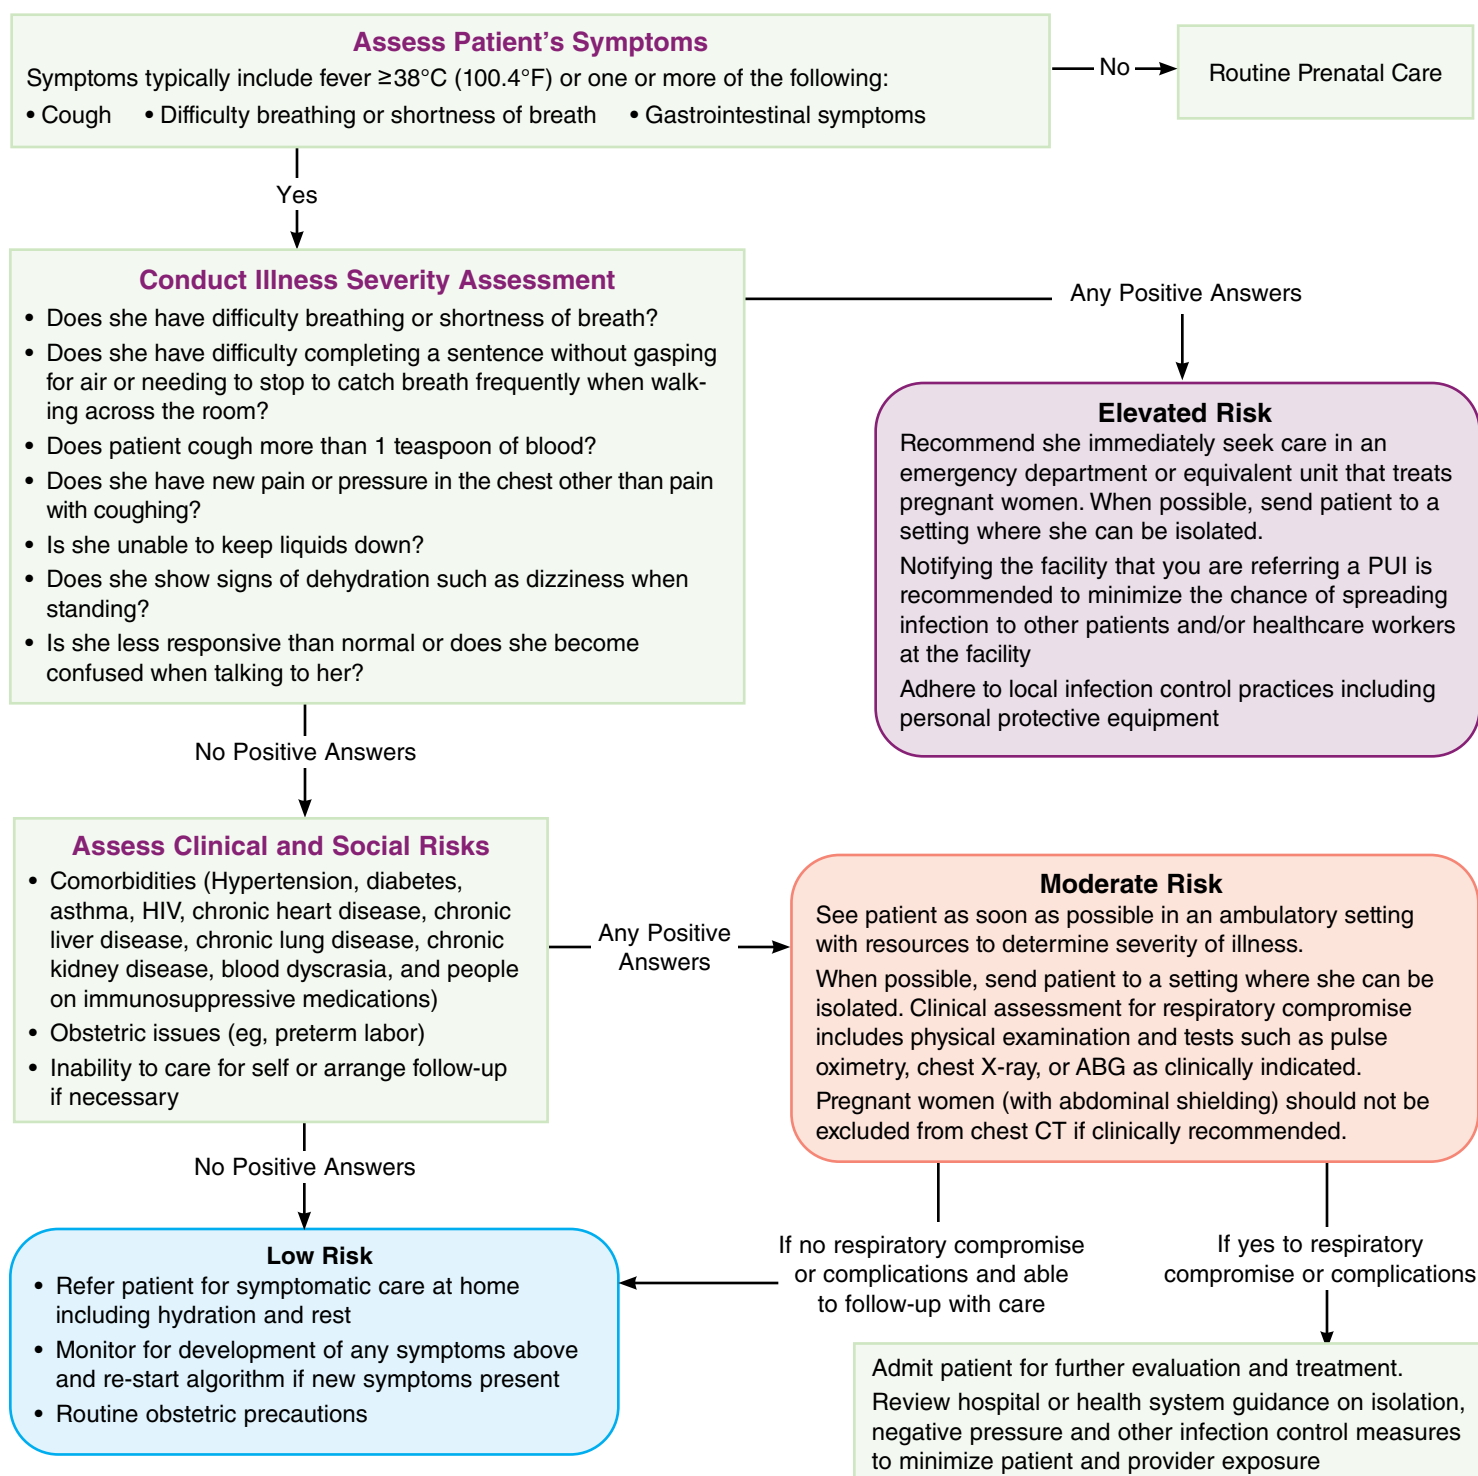 Assess Patient's Symptoms
Symptoms typically include fever ≥38°C (100.4°F) or one or more of the following:
• Cough • Difficulty breathing or shortness of breath • Gastrointestinal symptoms
No
Routine Prenatal Care
Yes
Conduct Illness Severity Assessment
• Does she have difficulty breathing or shortness of breath?
• Does she have difficulty completing a sentence without gasping
for air or needing to stop to catch breath frequently when walk-
ing across the room?
• Does patient cough more than 1 teaspoon of blood?
• Does she have new pain or pressure in the chest other than pain
with coughing?
• Is she unable to keep liquids down?
• Does she show signs of dehydration such as dizziness when
standing?
• Is she less responsive than normal or does she become
confused when talking to her?
Any Positive Answers
Elevated Risk
Recommend she immediately seek care in an
emergency department or equivalent unit that treats
pregnant women. When possible, send patient to a
setting where she can be isolated.
Notifying the facility that you are referring a PUI is
recommended to minimize the chance of spreading
infection to other patients and/or healthcare workers
at the facility
Adhere to local infection control practices including
personal protective equipment
No Positive Answers
Assess Clinical and Social Risks
• Comorbidities (Hypertension, diabetes,
asthma, HIV, chronic heart disease, chronic
liver disease, chronic lung disease, chronic
kidney disease, blood dyscrasia, and people
on immunosuppressive medications)
• Obstetric issues (eg, preterm labor)
• Inability to care for self or arrange follow-up
if necessary
Any Positive
Answers
Moderate Risk
See patient as soon as possible in an ambulatory setting
with resources to determine severity of illness.
When possible, send patient to a setting where she can be
isolated. Clinical assessment for respiratory compromise
includes physical examination and tests such as pulse
oximetry, chest X-ray, or ABG as clinically indicated.
Pregnant women (with abdominal shielding) should not be
excluded from chest CT if clinically recommended.
No Positive Answers
Low Risk
• Refer patient for symptomatic care at home
including hydration and rest
• Monitor for development of any symptoms above
and re-start algorithm if new symptoms present
• Routine obstetric precautions
If no respiratory compromise
or complications and able
to follow-up with care
If yes to respiratory
compromise or complications
Admit patient for further evaluation and treatment.
Review hospital or health system guidance on isolation,
negative pressure and other infection control measures
to minimize patient and provider exposure